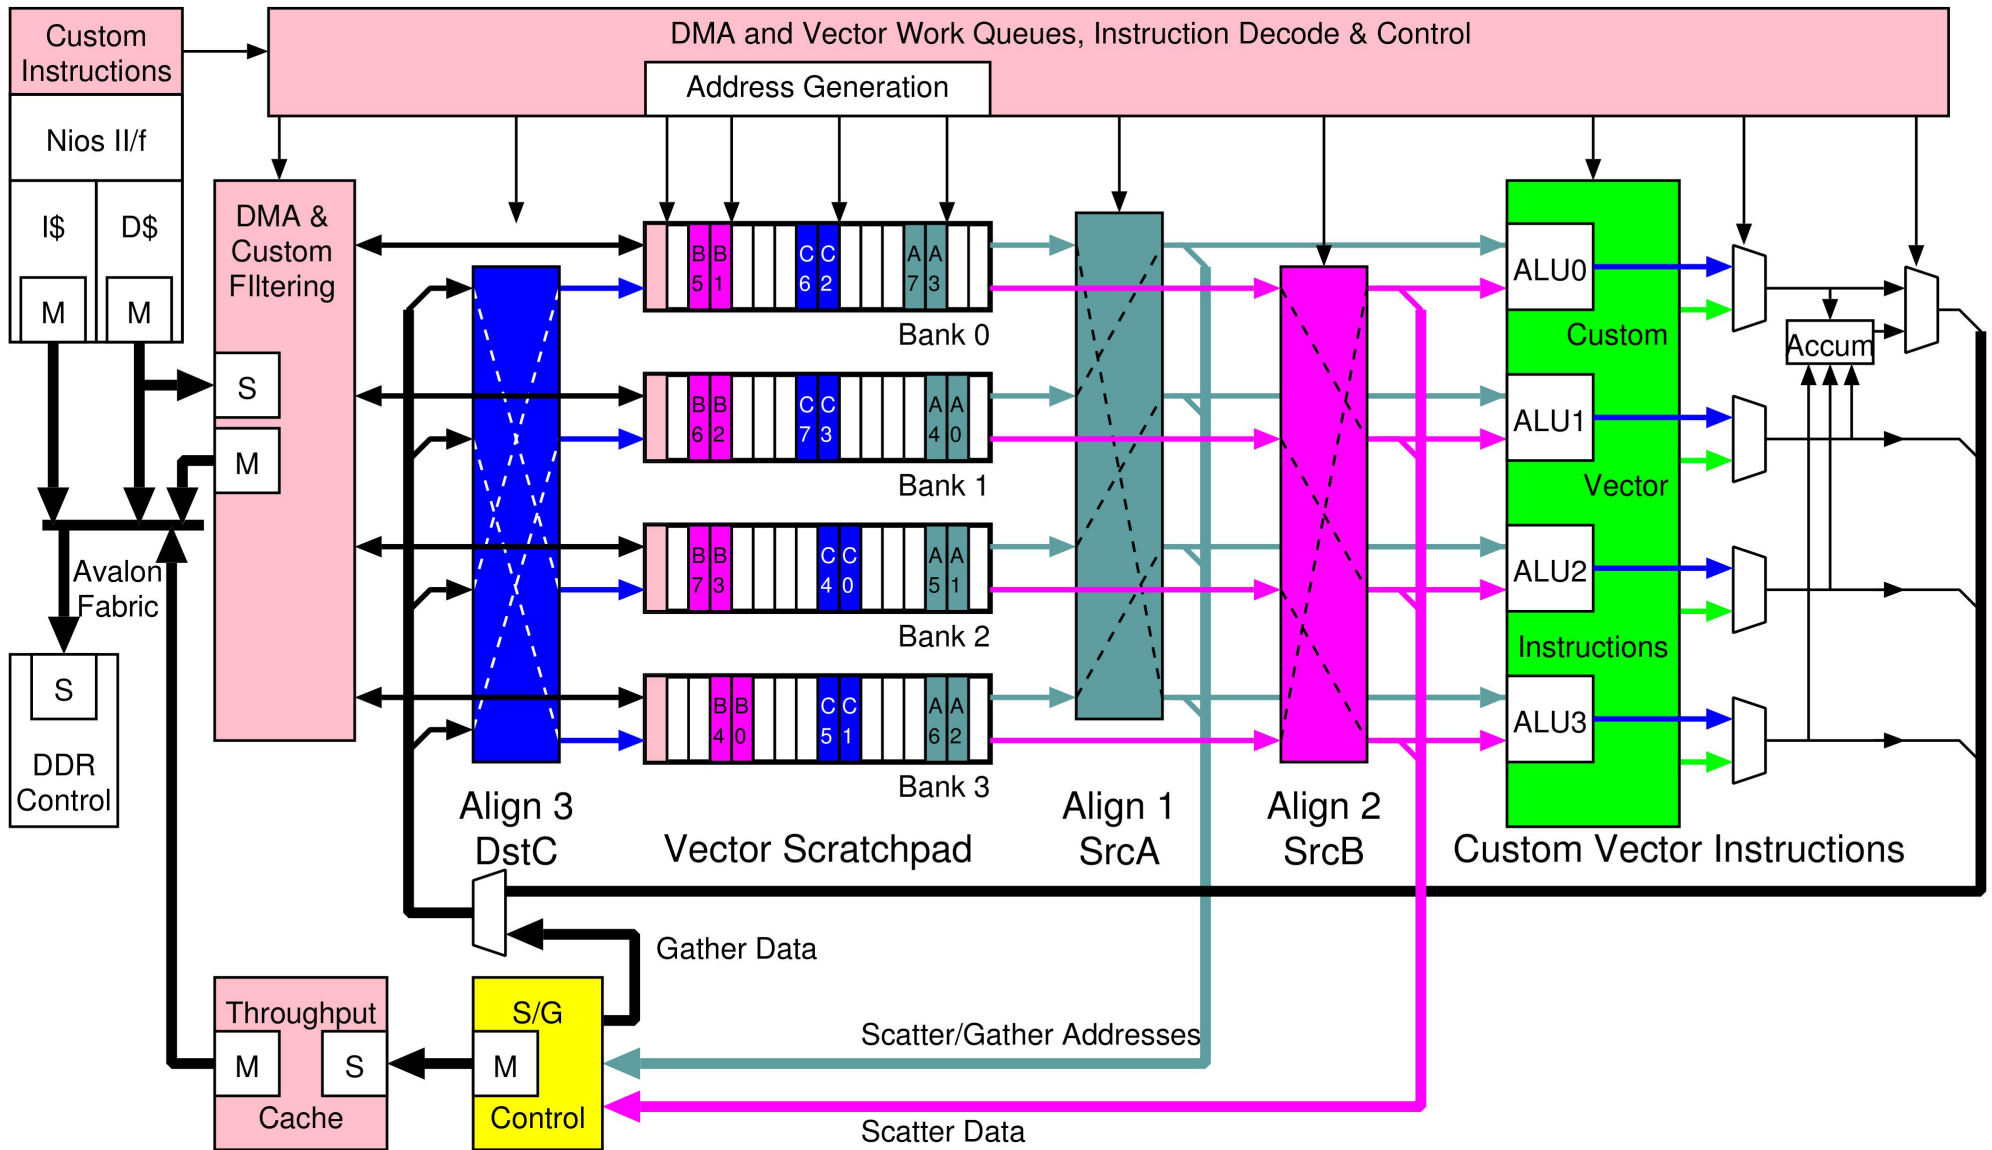 Custom
Instructions
DMA and Vector Work Queues, Instruction Decode & Control
Address Generation
Nios II/f
I$
D$
M
M
DMA &
Custom
FIltering
S
M
Avalon
Fabric
S
DDR
Control
B B C C A A
5 1 6 2 7 3
Bank 0
B B C C A A
6 2 7 3 4 0
Bank 1
B B C C A A
7 3 4 0 5 1
Bank 2
B B C C A A
4 0 5 1 6 2
Bank 3
ALU0
Custom
ALU1
Vector
ALU2
Instructions
ALU3
Accum
Align 3
DstC
Vector Scratchpad
Align 1
SrcA
Align 2
SrcB
Custom Vector Instructions
Gather Data
Throughput
M
S
Cache
S/G
M
Control
Scatter/Gather Addresses
Scatter Data